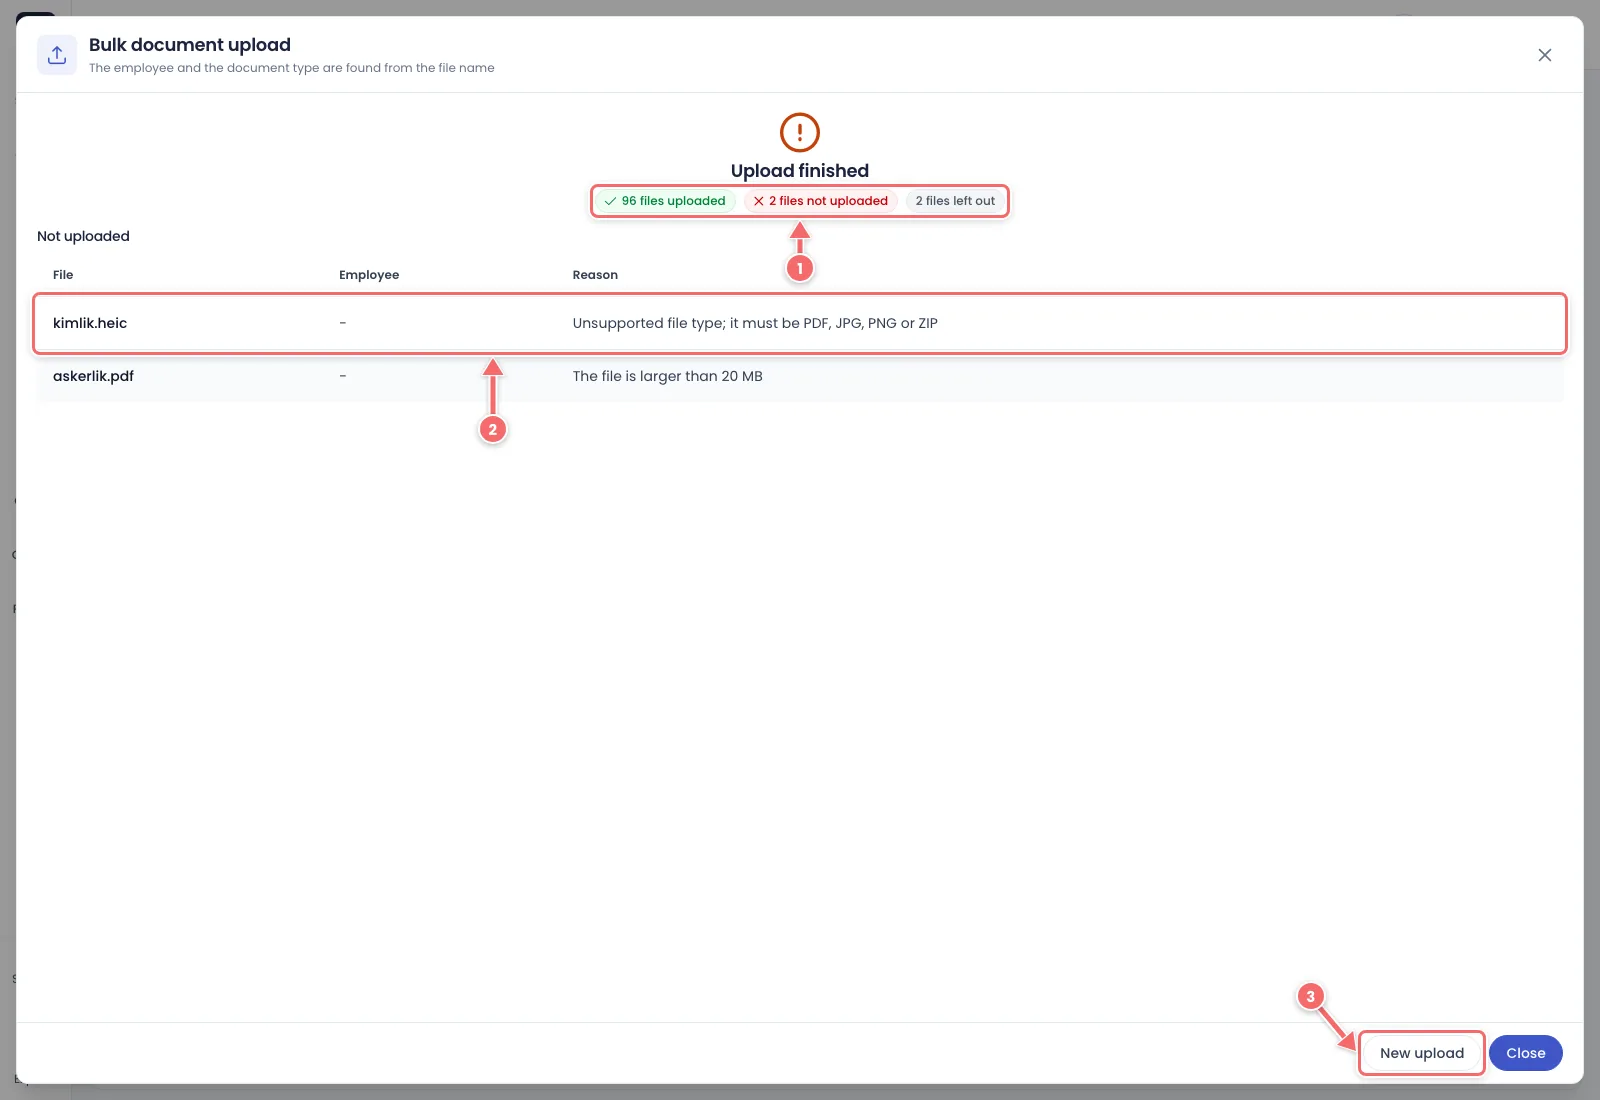 Bulk document upload
The employee and the document type are found from the file name
Upload finished
96 files uploaded 2 files not uploaded 2 files left out
Not uploaded
1
File Employee Reason
kimlik.heic - Unsupported file type; it must be PDF, JPG, PNG or ZIP
askerlik.pdf - The file is larger than 20 MB
2
3
New upload Close